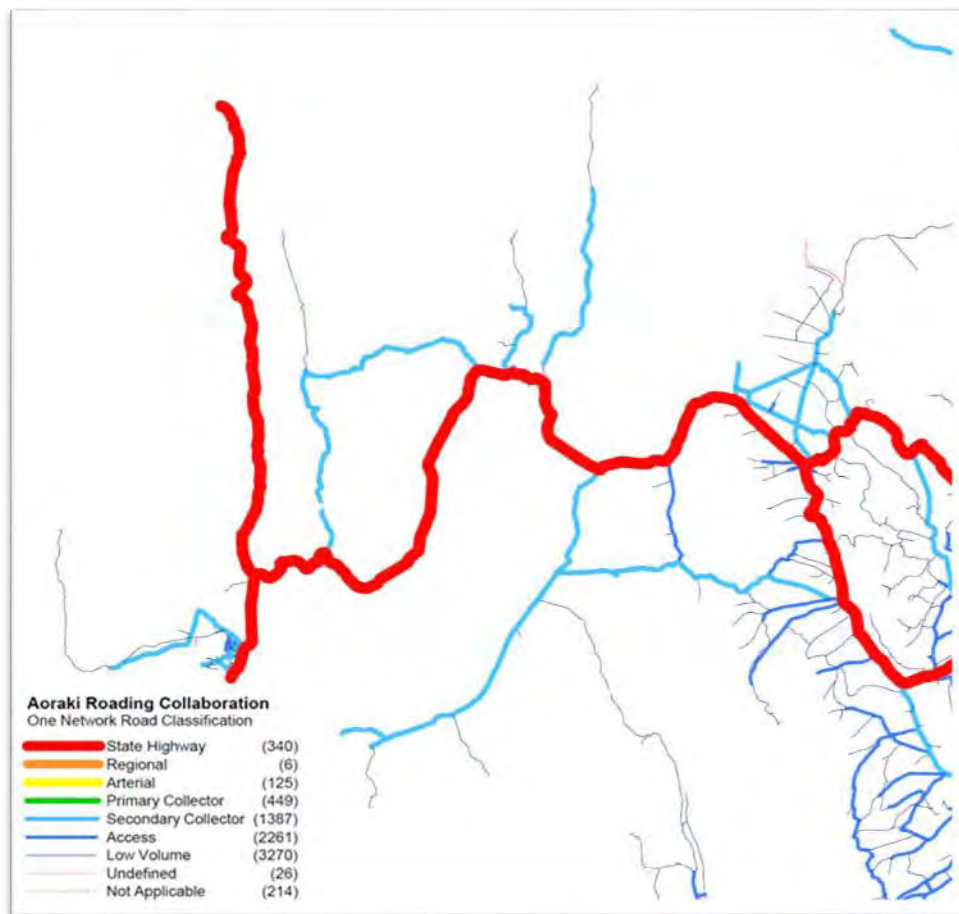 Aoraki Roading Collaboration
One Network Road Classification
State Highway (340)
Regional (6)
Arterial (125)
Primary Collector (449)
Secondary Collector (1387)
Access (2261)
Low Volume (3270)
Undefined (26)
Not Applicable (214)